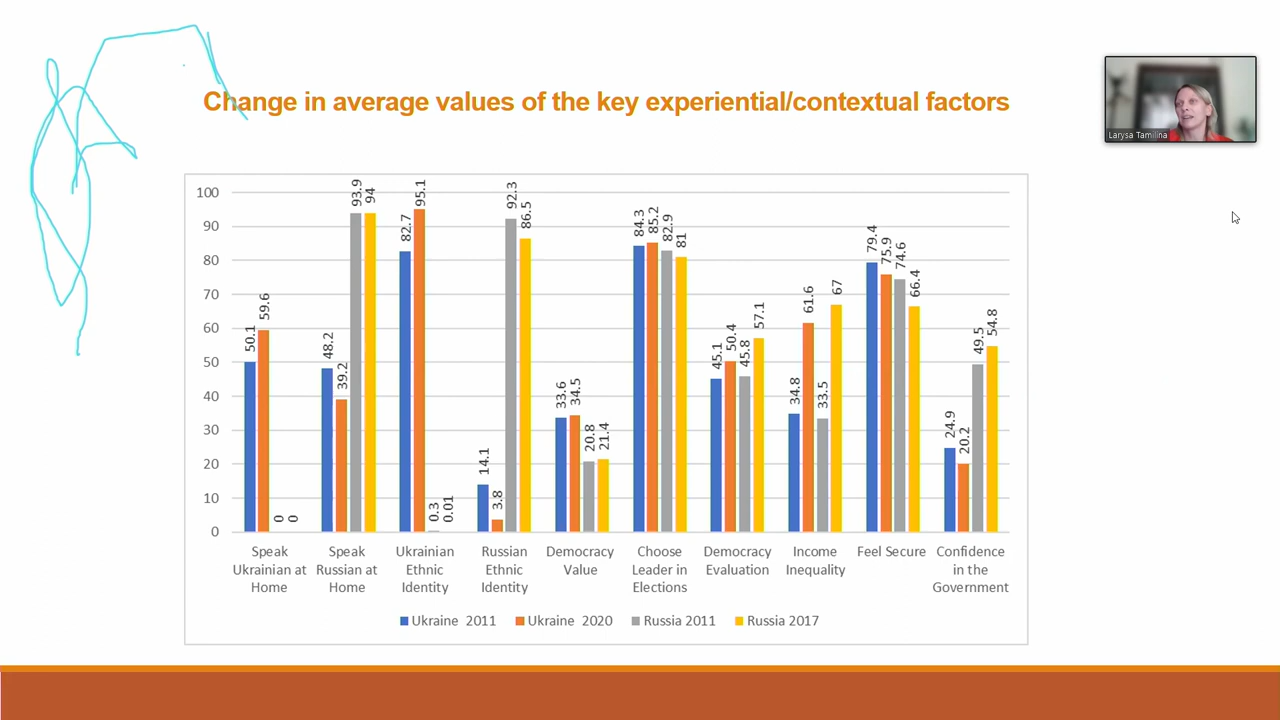 Change in average values of the key experiential/contextual factors
Larysa Tamilina
100
90
80
70
60
50
40
30
20
10
0
50.1 59.6 0 0
48.2 39.2 93.9 94
82.7 95.1 0.3 0.01
14.1 3.8 92.3 86.5
33.6 34.5 20.8 21.4
84.3 85.2 82.9 81
45.1 50.4 45.8 57.1
34.8 61.6 33.5 67
79.4 75.9 74.6 66.4
24.9 20.2 49.5 54.8
Speak
Ukrainian at
Home
Speak
Russian at
Home
Ukrainian
Ethnic
Identity
Russian
Ethnic
Identity
Democracy
Value
Choose
Leader in
Elections
Democracy
Evaluation
Income
Inequality
Feel Secure
Confidence
in the
Government
Ukraine 2011 Ukraine 2020 Russia 2011 Russia 2017